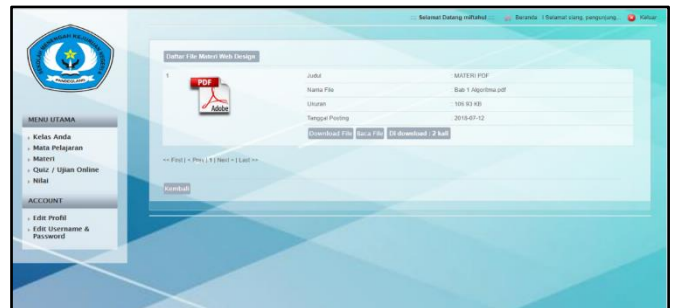 ::: Selamat Datang miftahul ::: Beranda | Selamat siang, pengunjung... Keluar
Daftar File Materi Web Design
1
PDF
Adobe
Judul MATERI PDF
Nama File Bab 1 Algoritma.pdf
Ukuran 106.93 KB
Tanggal Posting 2016-07-12
Download File Baca File Di download : 2 kali
<< First | < Prev | 1 | Next > | Last >>
Kembali
MENU UTAMA
Kelas Anda
Mata Pelajaran
Materi
Quiz / Ujian Online
Nilai
ACCOUNT
Edit Profil
Edit Username &
Password